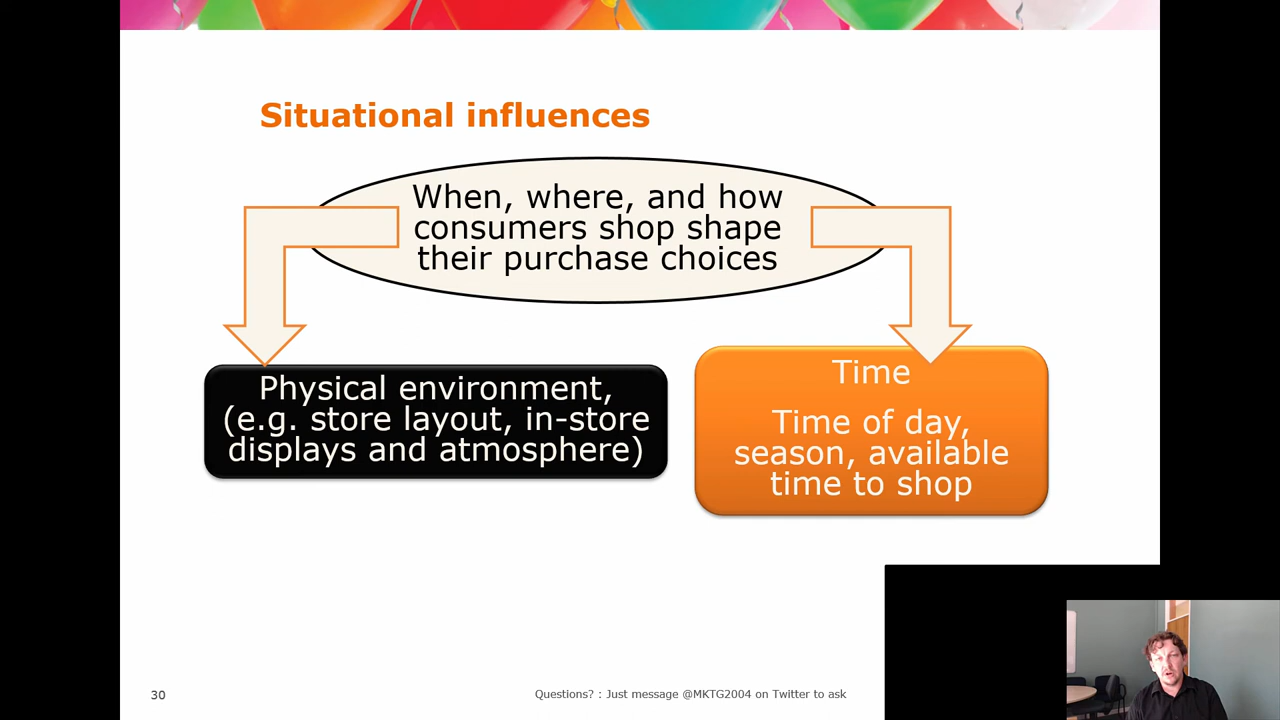 Situational influences
When, where, and how
consumers shop shape
their purchase choices
Physical environment,
(e.g. store layout, in-store
displays and atmosphere)
Time
Time of day,
season, available
time to shop
30
Questions? : Just message @MKTG2004 on Twitter to ask